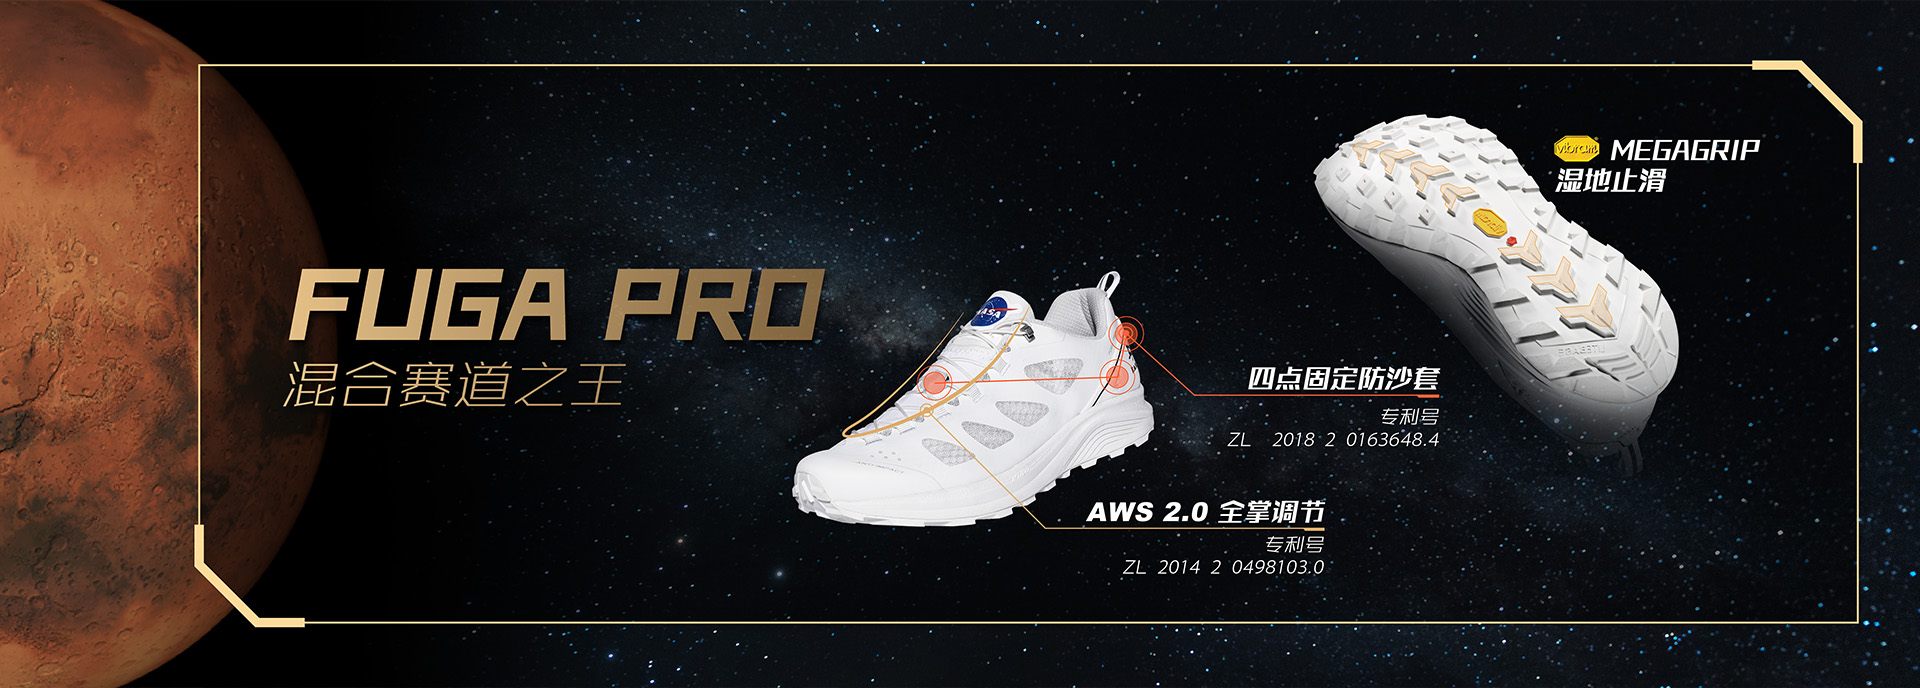 FUGA PRO
混合赛道之王
vibram MEGAGRIP
湿地止滑
NASA
四点固定防沙套
专利号
ZL 2018 2 0163648.4
AWS 2.0 全掌调节
专利号
ZL 2014 2 0498103.0